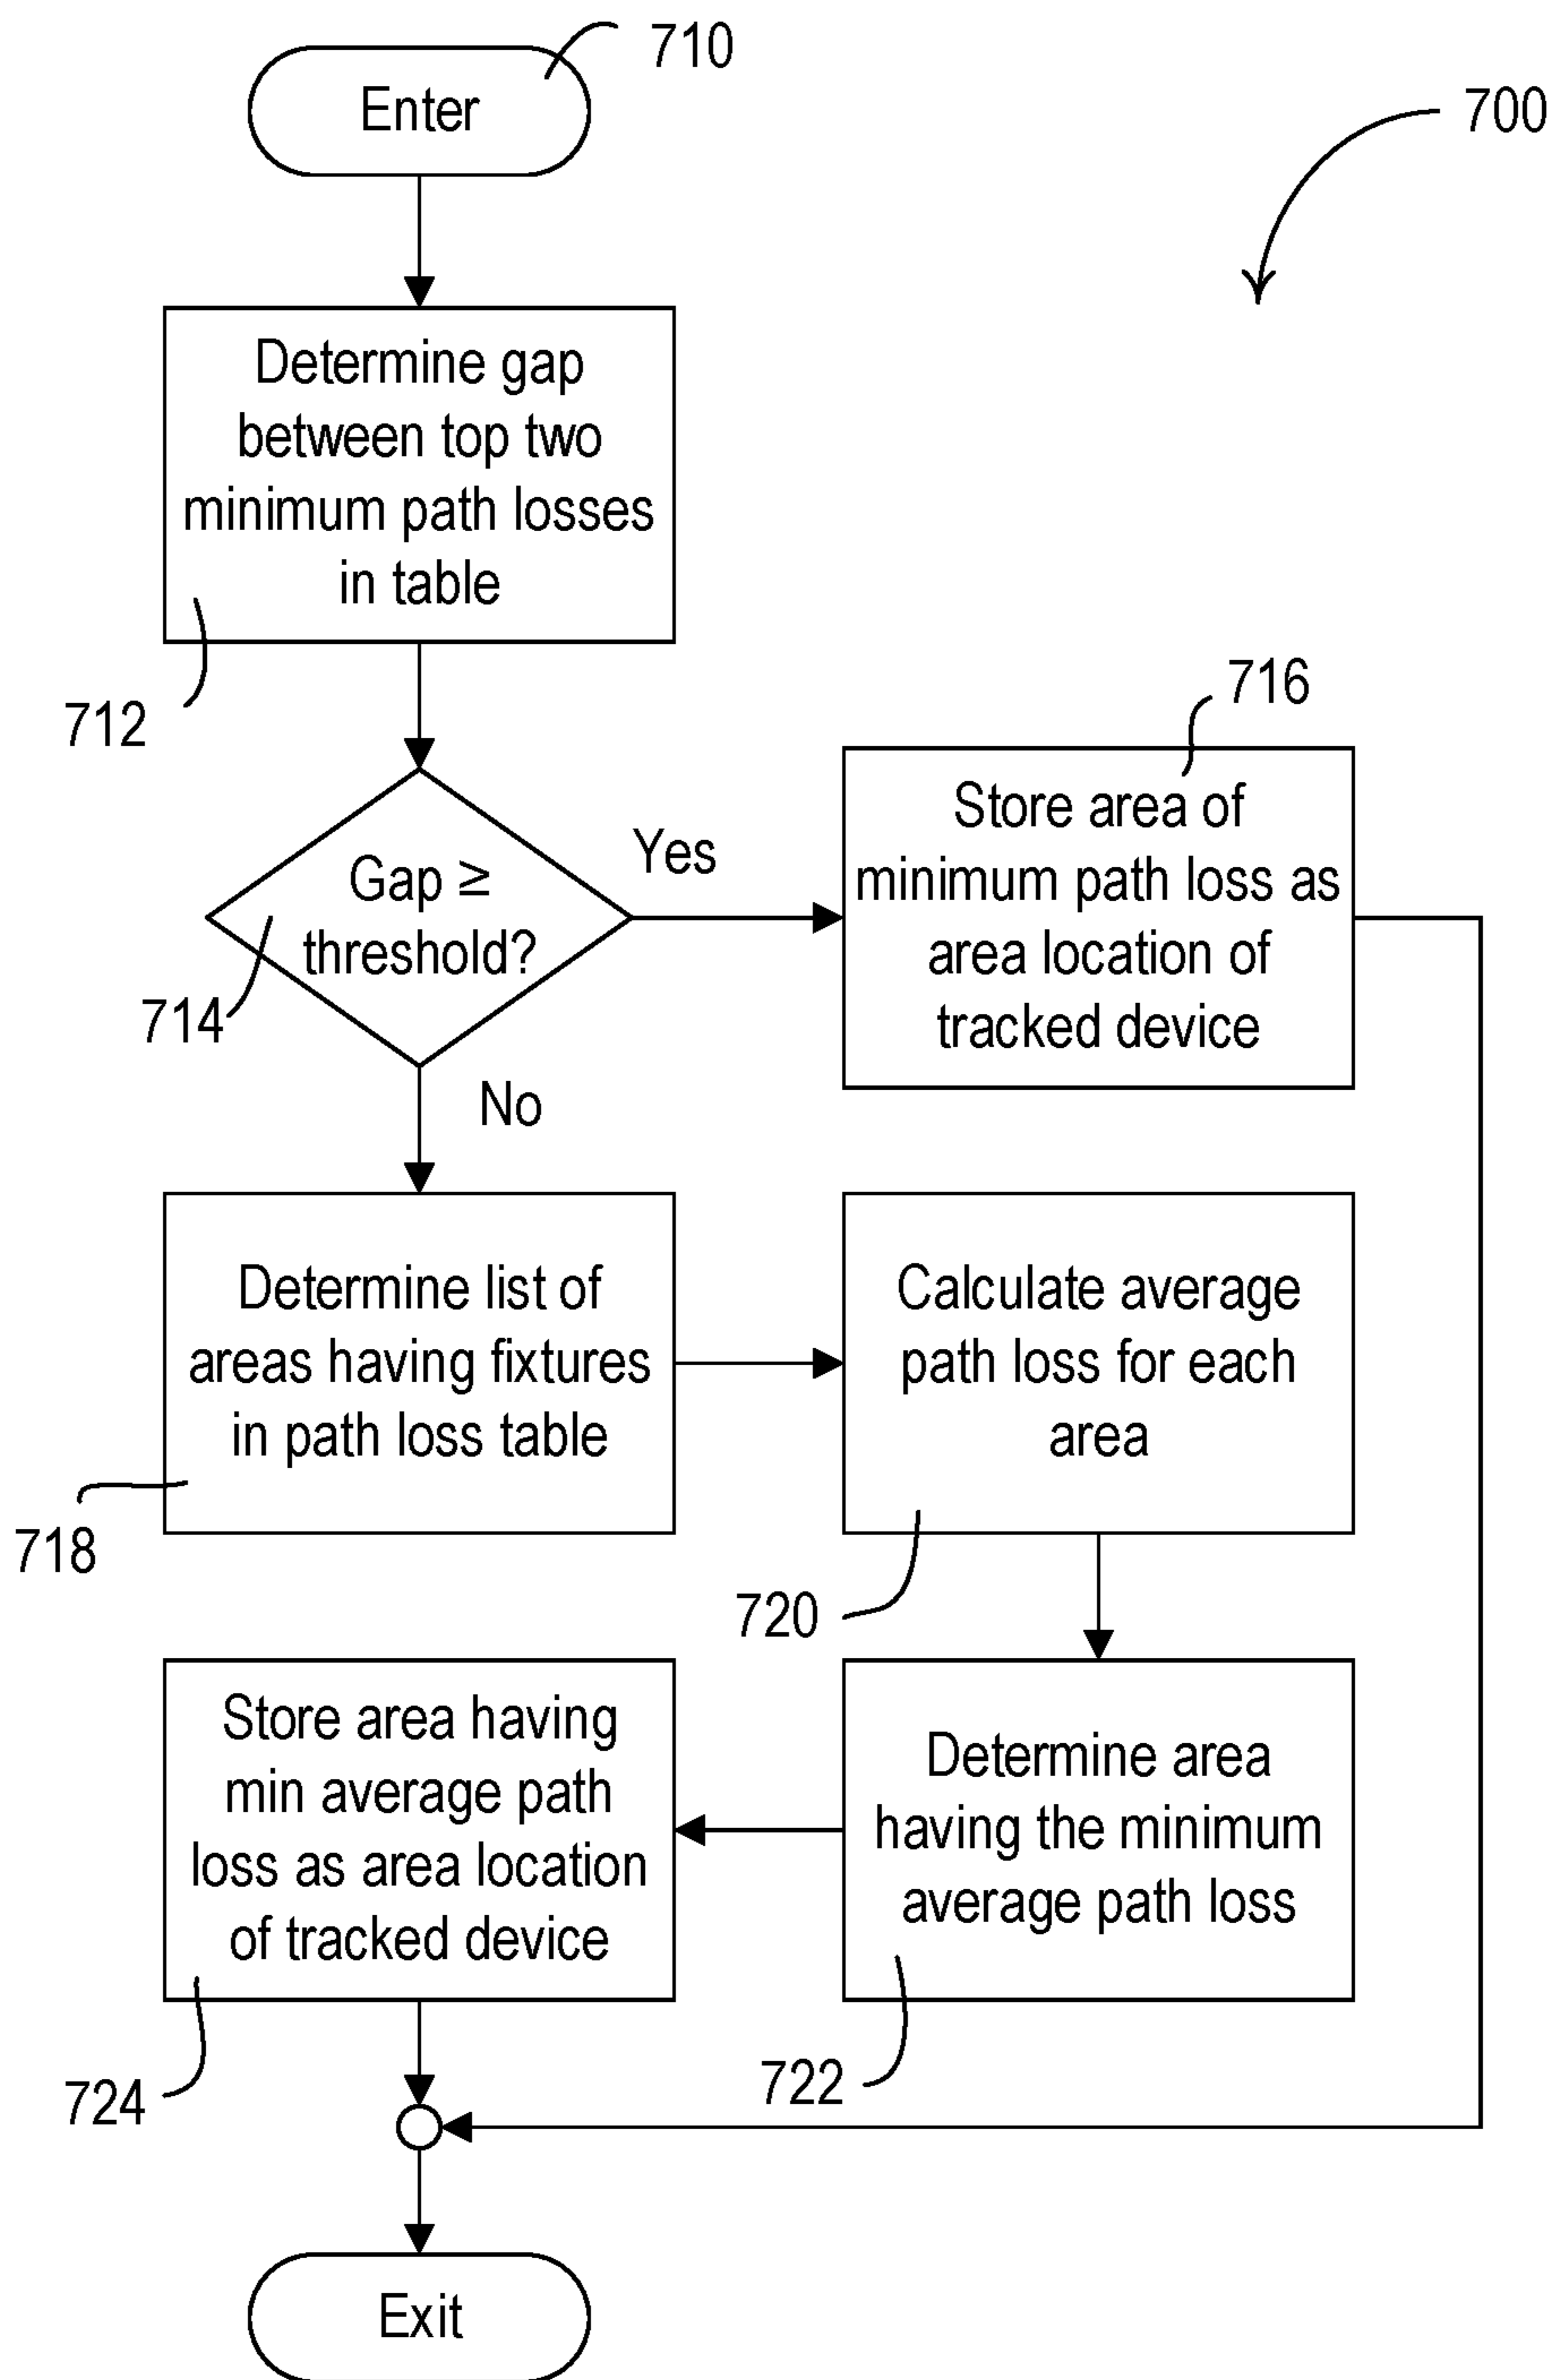 710
Enter
700
Determine gap
between top two
minimum path losses
in table
712
716
Store area of
minimum path loss as
area location of
tracked device
Yes
Gap ≥
threshold?
714
No
Determine list of
areas having fixtures
in path loss table
718
Calculate average
path loss for each
area
720
Determine area
having the minimum
average path loss
722
Store area having
min average path
loss as area location
of tracked device
724
Exit